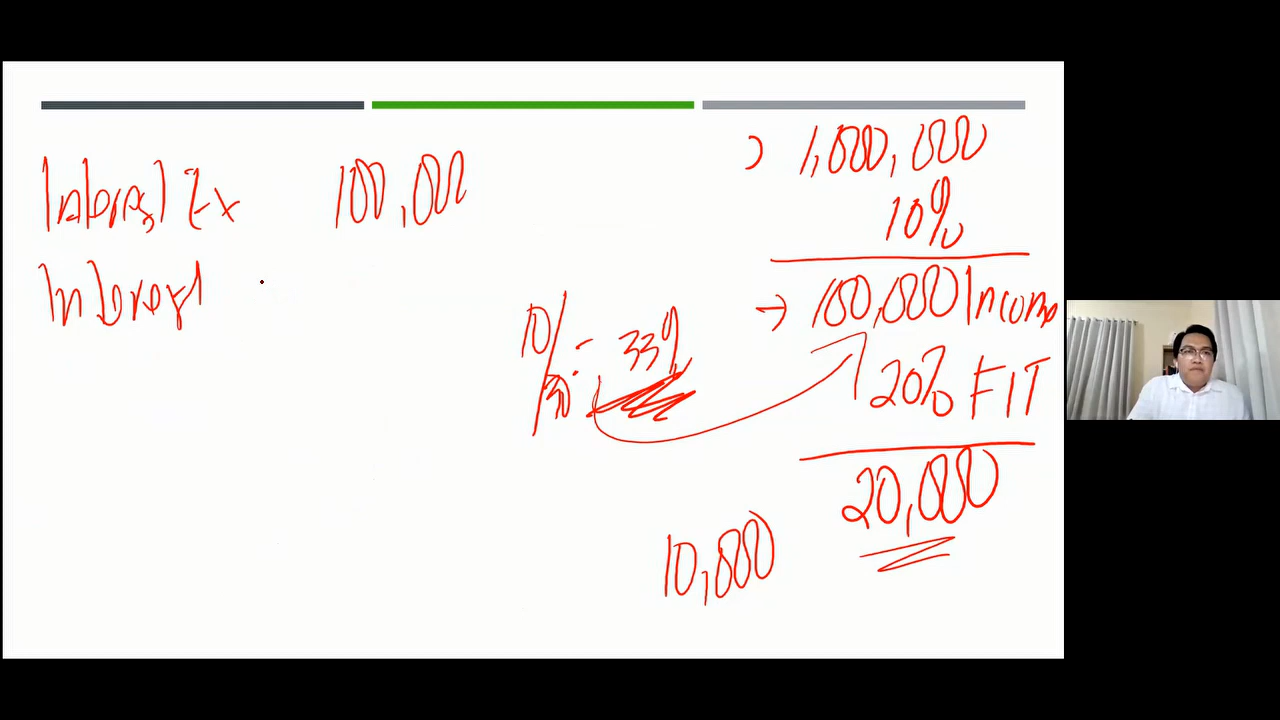 Interest Ex 100,000
Interest
1,000,000
10%
100,000 Income
10/30 = 33%
20% FIT
20,000
10,000